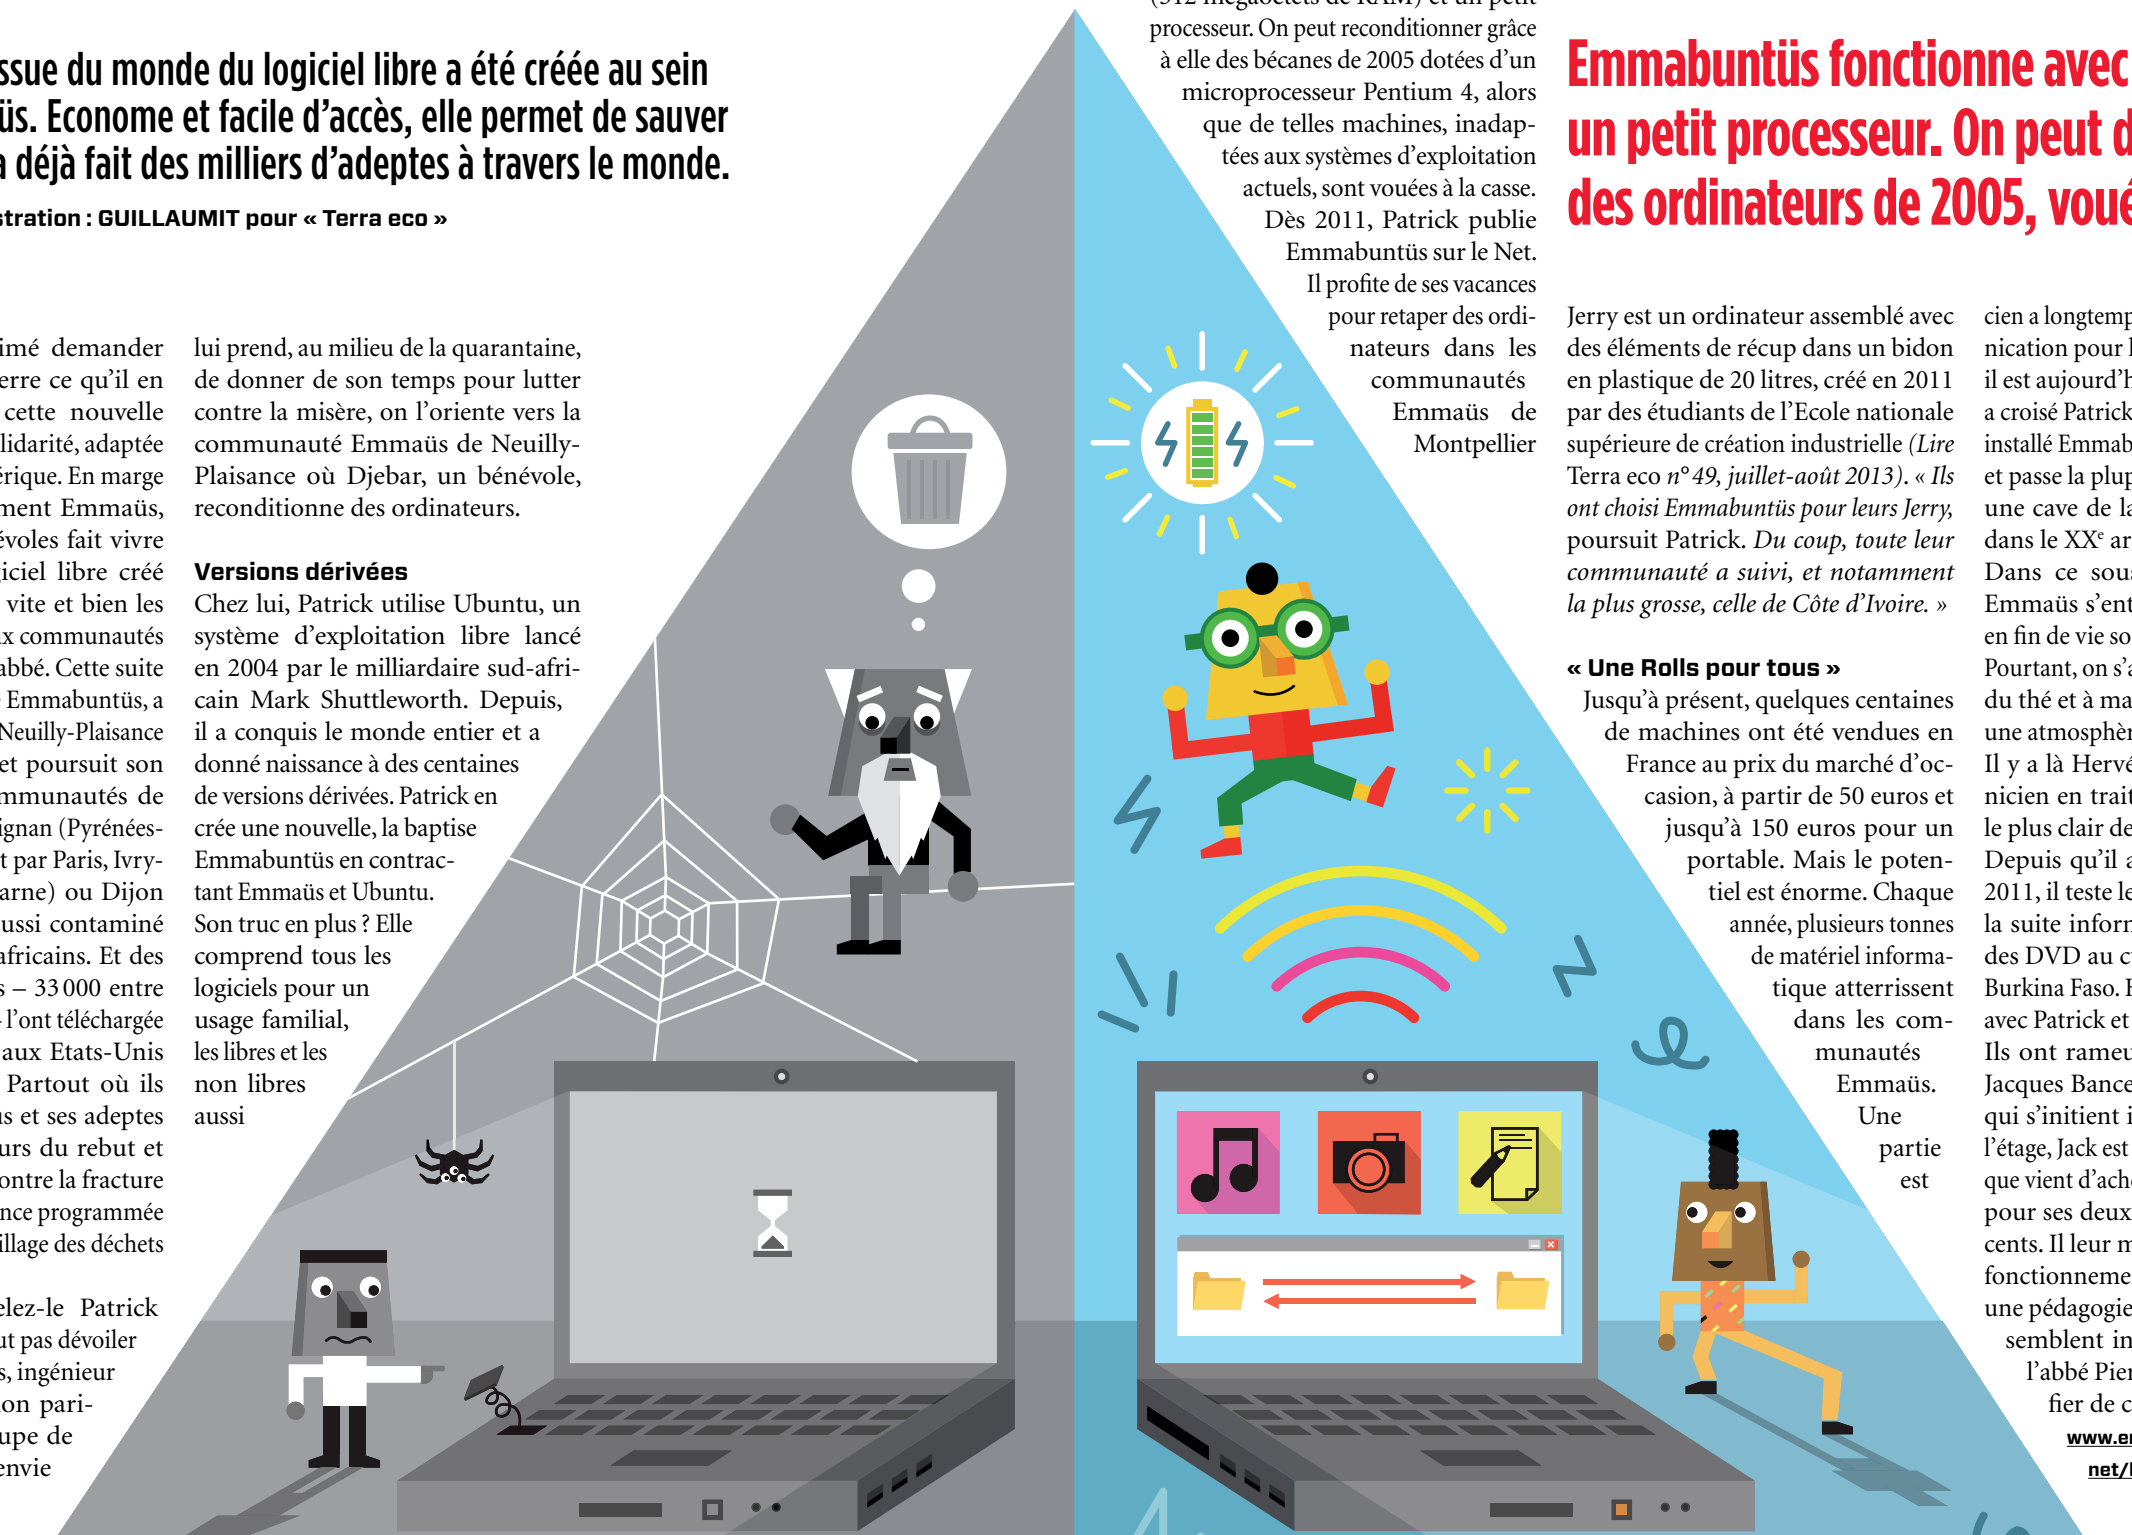 ssue du monde du logiciel libre a été créée au sein
üs. Econome et facile d’accès, elle permet de sauver
a déjà fait des milliers d’adeptes à travers le monde.
stration : GUILLAUMIT pour « Terra eco »
imé demander
erre ce qu’il en
cette nouvelle
lidarité, adaptée
érique. En marge
ment Emmaüs,
évoles fait vivre
giciel libre créé
vite et bien les
ux communautés
abbé. Cette suite
e Emmabuntüs, a
Neuilly-Plaisance
et poursuit son
mmunautés de
ignan (Pyrénées-
t par Paris, Ivry-
arne) ou Dijon
ussi contaminé
africains. Et des
s – 33 000 entre
- l’ont téléchargée
aux Etats-Unis
Partout où ils
us et ses adeptes
urs du rebut et
ontre la fracture
nce programmée
illage des déchets
elez-le Patrick
ut pas dévoiler
s, ingénieur
ion pari-
upe de
envie
lui prend, au milieu de la quarantaine,
de donner de son temps pour lutter
contre la misère, on l’oriente vers la
communauté Emmaüs de Neuilly-
Plaisance où Djebar, un bénévole,
reconditionne des ordinateurs.
Versions dérivées
Chez lui, Patrick utilise Ubuntu, un
système d’exploitation libre lancé
en 2004 par le milliardaire sud-afri-
cain Mark Shuttleworth. Depuis,
il a conquis le monde entier et a
donné naissance à des centaines
de versions dérivées. Patrick en
crée une nouvelle, la baptise
Emmabuntüs en contrac-
tant Emmaüs et Ubuntu.
Son truc en plus ? Elle
comprend tous les
logiciels pour un
usage familial,
les libres et les
non libres
aussi
(512 mégaoctets de RAM) et un petit
processeur. On peut reconditionner grâce
à elle des bécanes de 2005 dotées d’un
microprocesseur Pentium 4, alors
que de telles machines, inadap-
tées aux systèmes d’exploitation
actuels, sont vouées à la casse.
Dès 2011, Patrick publie
Emmabuntüs sur le Net.
Il profite de ses vacances
pour retaper des ordi-
nateurs dans les
communautés
Emmaüs de
Montpellier
Emmabuntüs fonctionne avec
un petit processeur. On peut d
des ordinateurs de 2005, voué
Jerry est un ordinateur assemblé avec
des éléments de récup dans un bidon
en plastique de 20 litres, créé en 2011
par des étudiants de l’Ecole nationale
supérieure de création industrielle (Lire
Terra eco n° 49, juillet-août 2013). « Ils
ont choisi Emmabuntüs pour leurs Jerry,
poursuit Patrick. Du coup, toute leur
communauté a suivi, et notamment
la plus grosse, celle de Côte d’Ivoire. »
« Une Rolls pour tous »
Jusqu’à présent, quelques centaines
de machines ont été vendues en
France au prix du marché d’oc-
casion, à partir de 50 euros et
jusqu’à 150 euros pour un
portable. Mais le poten-
tiel est énorme. Chaque
année, plusieurs tonnes
de matériel informa-
tique atterrissent
dans les com-
munautés
Emmaüs.
Une
partie
est
cien a longtemp
nication pour l
il est aujourd’h
a croisé Patrick
installé Emmab
et passe la plup
une cave de la
dans le XXe ar
Dans ce sous
Emmaüs s’ent
en fin de vie so
Pourtant, on s’a
du thé et à ma
une atmosphèr
Il y a là Hervé
nicien en trait
le plus clair de
Depuis qu’il a
2011, il teste le
la suite inform
des DVD au c
Burkina Faso. E
avec Patrick et
Ils ont rameu
Jacques Bance
qui s’initient i
l’étage, Jack est
que vient d’ach
pour ses deux
cents. Il leur m
fonctionneme
une pédagogie
semblent in
l’abbé Pier
fier de c
www.e
net/